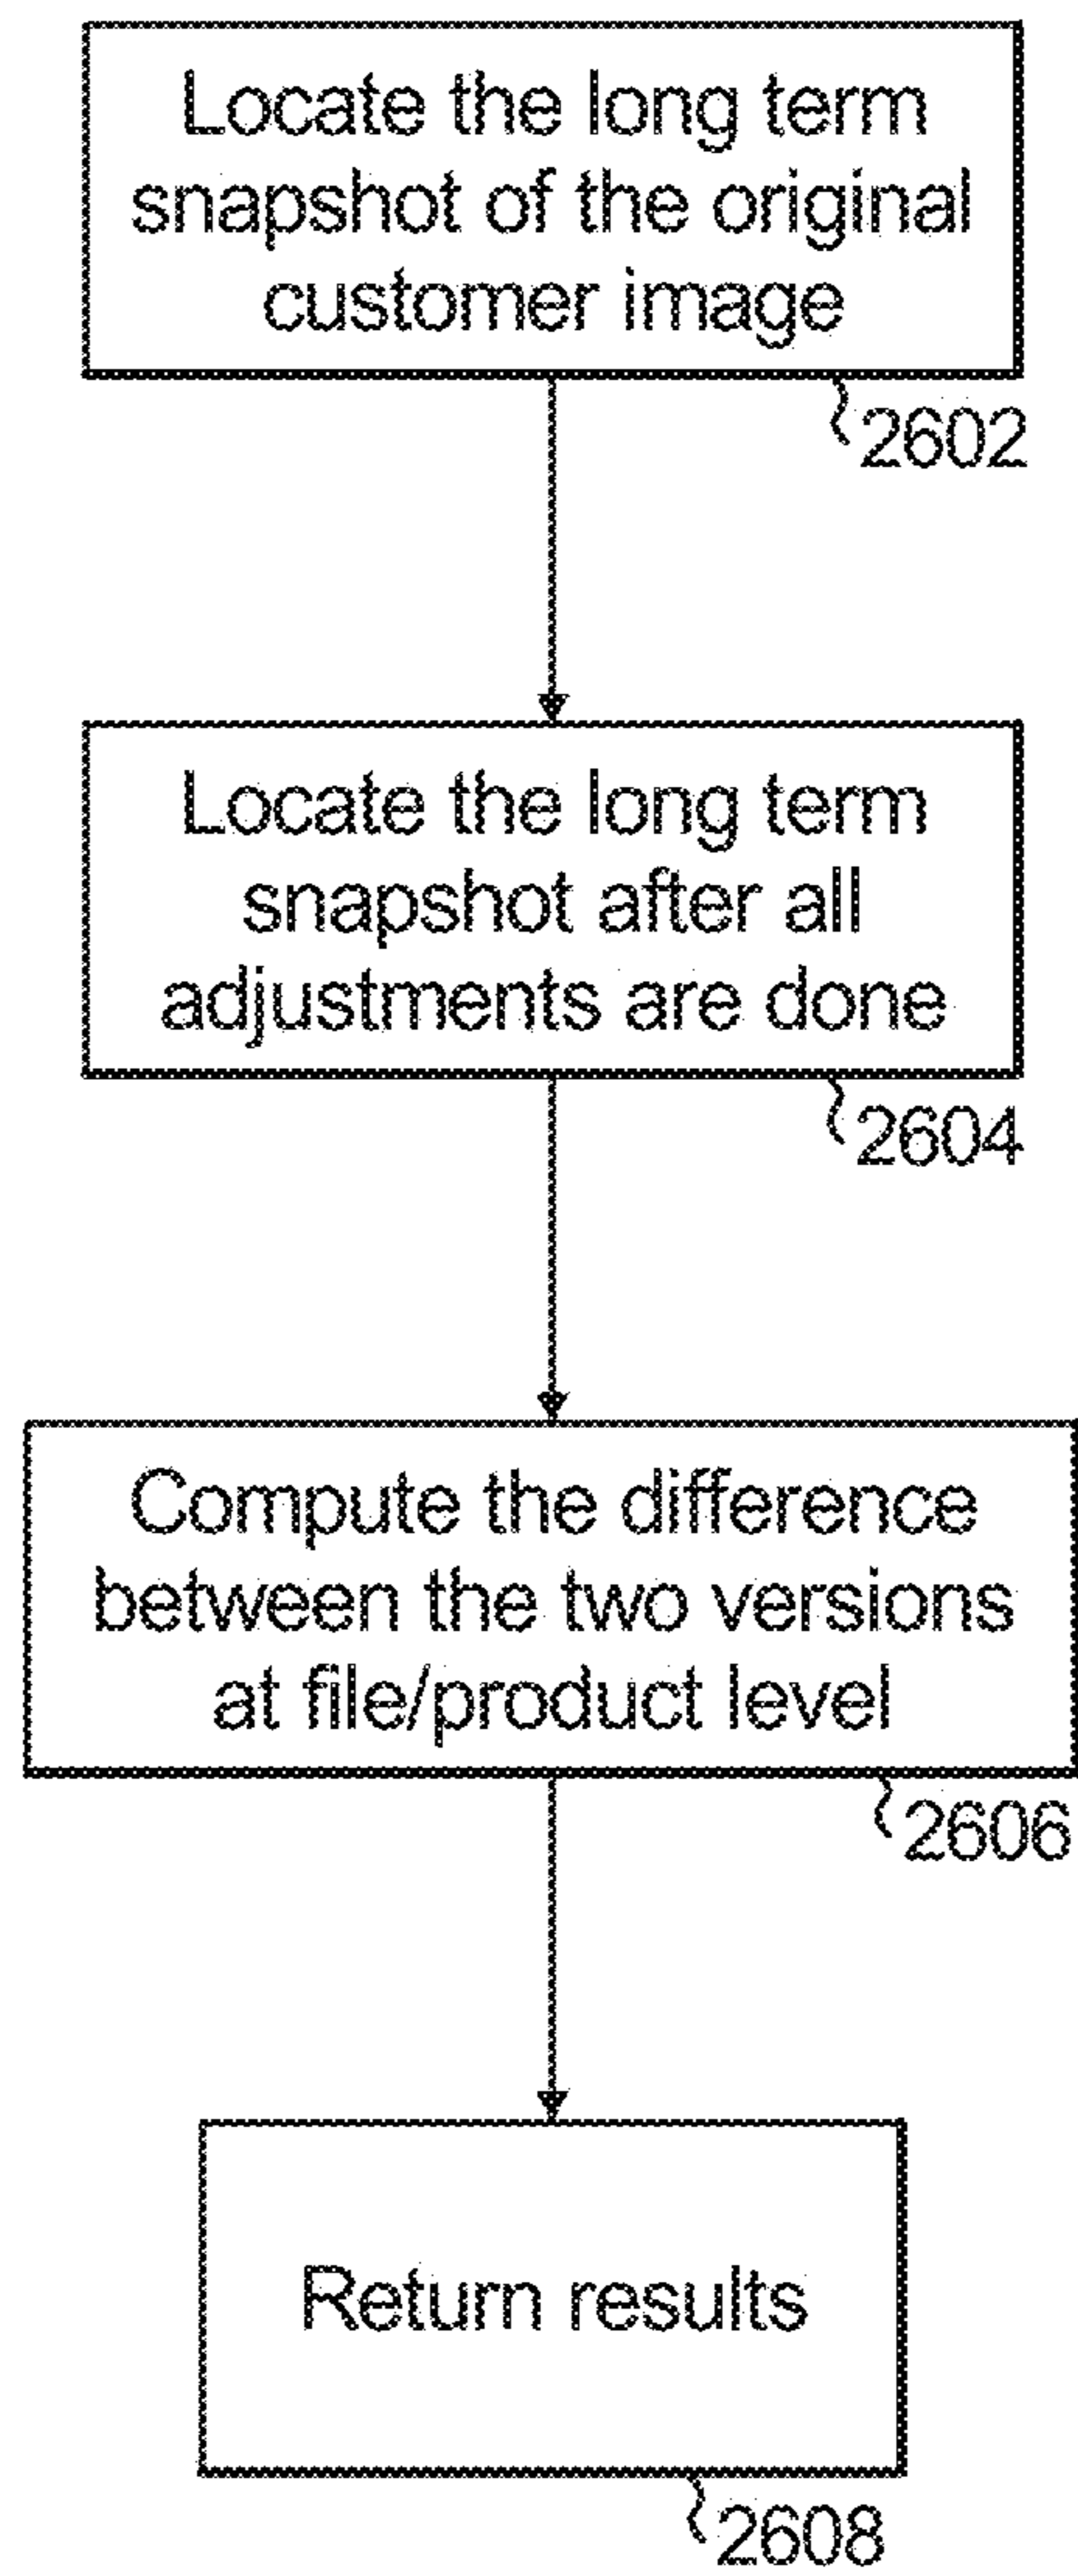 Locate the long term
snapshot of the original
customer image
2602
Locate the long term
snapshot after all
adjustments are done
2604
Compute the difference
between the two versions
at file/product level
2606
Return results
2608